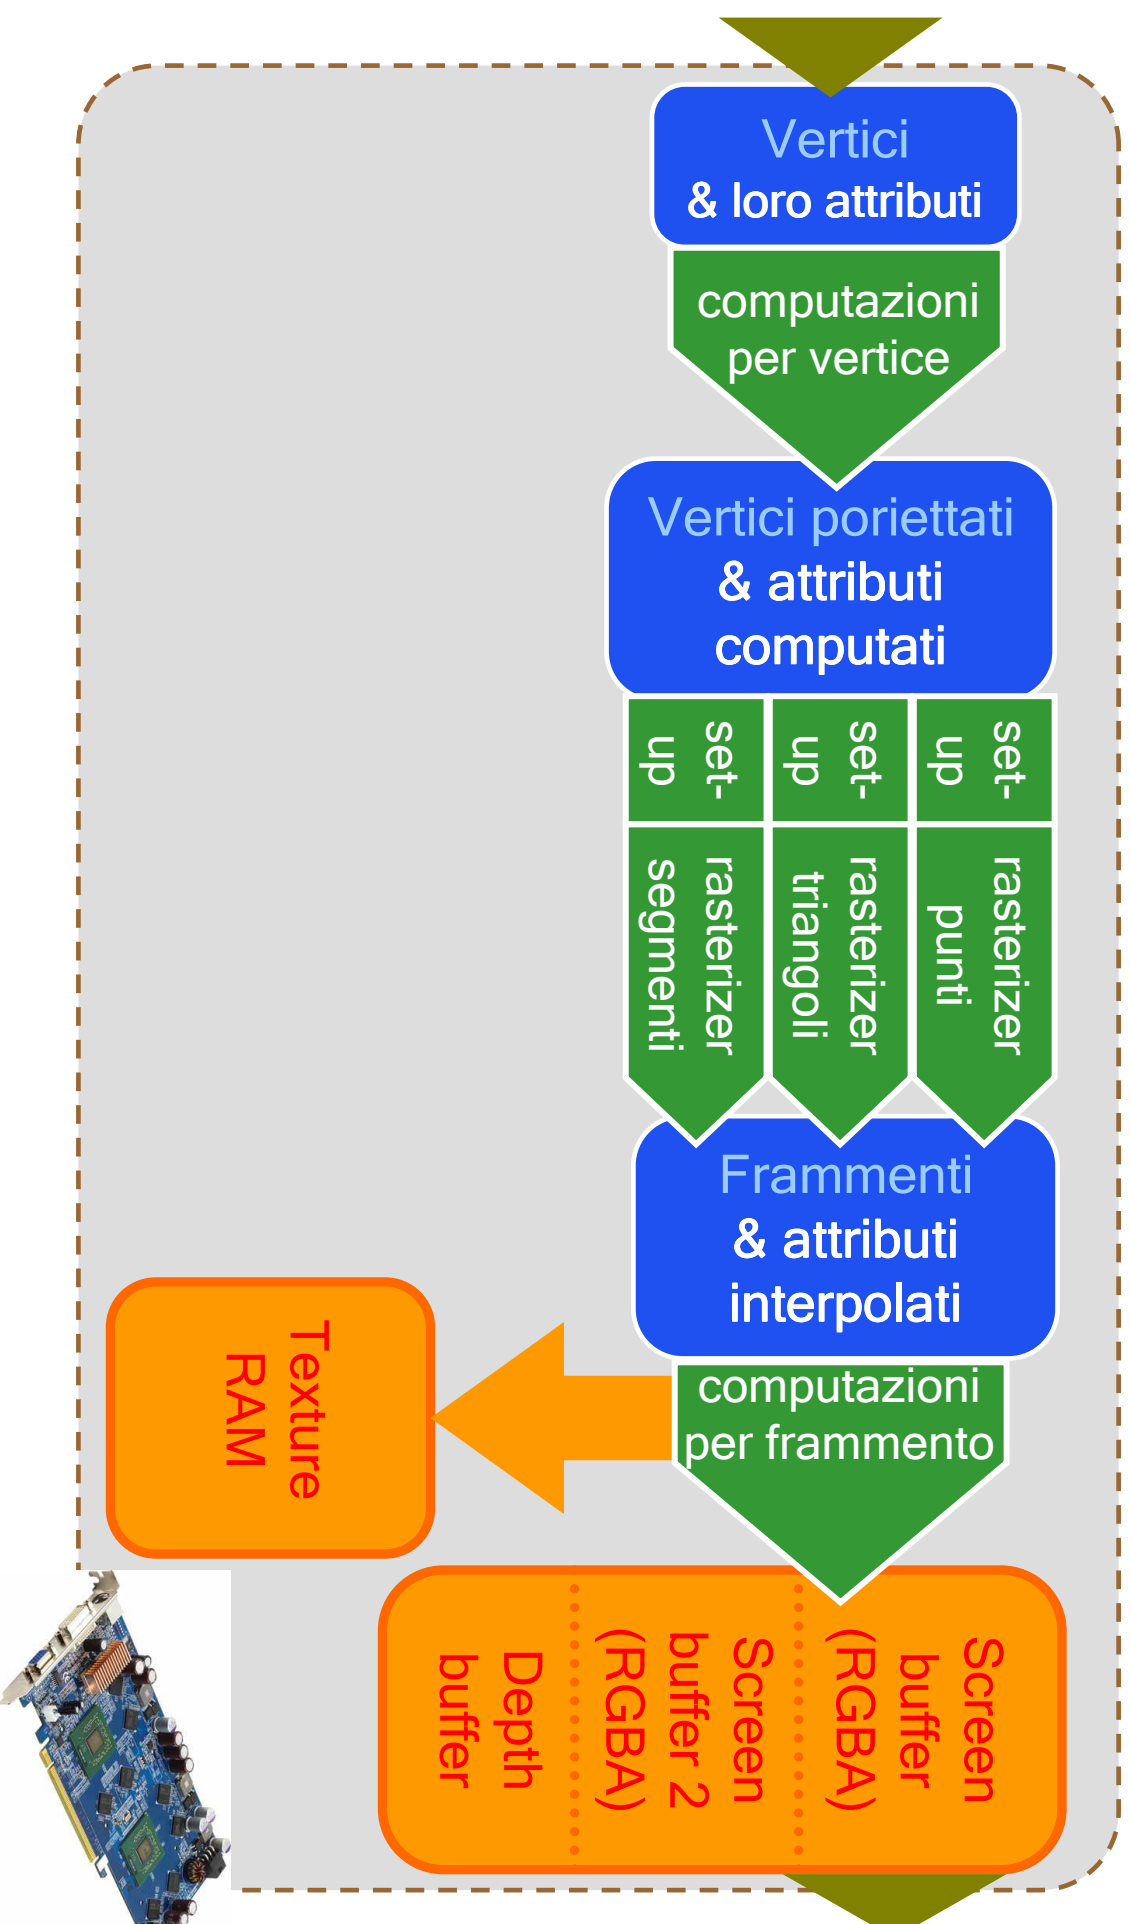 Vertici
& loro attributi
computazioni
per vertice
Vertici poriettati
& attributi
computati
set-
up
rasterizer
segmenti
set-
up
rasterizer
triangoli
set-
up
rasterizer
punti
Frammenti
& attributi
interpolati
computazioni
per frammento
Texture
RAM
Screen
buffer
(RGBA)
Screen
buffer 2
(RGBA)
Depth
buffer